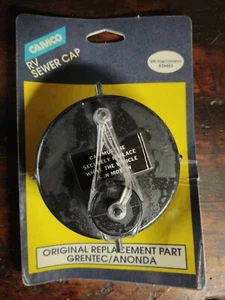 CAMCO
RV
SEWER CAP
CAP MUST BE
SECURELY IN PLACE
WHEN THE VEHICLE
IS IN MOTION
ORIGINAL REPLACEMENT PART
GRENTEC/ANONDA